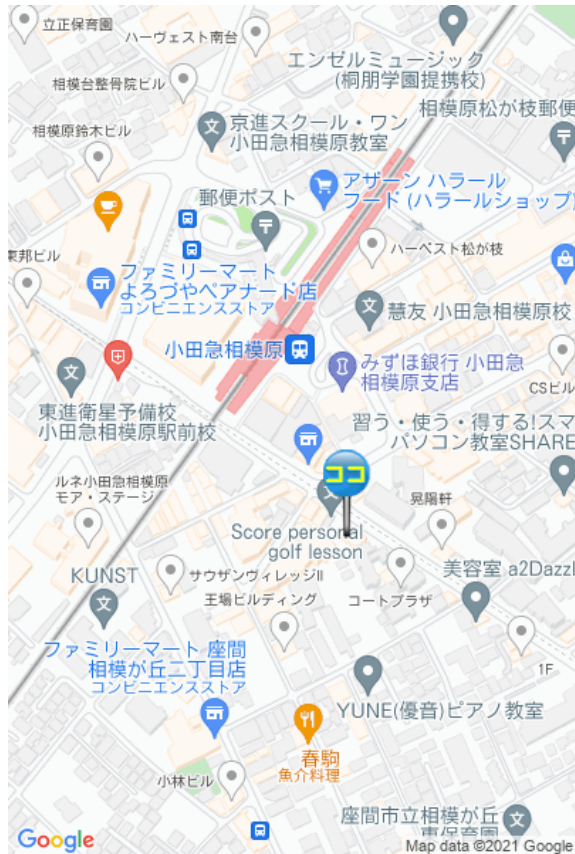 立正保育園
ハーヴェスト南台
エンゼルミュージック
(桐朋学園提携校)
相模台整骨院ビル
相模原松が枝郵便
京進スクール・ワン
小田急相模原教室
相模原鈴木ビル
アザーン ハラール
フード (ハラールショップ)
郵便ポスト
ハーベスト松が枝
東邦ビル
ファミリーマート
よろづやペアナード店
コンビニエンスストア
慧友 小田急相模原校
小田急相模原
みずほ銀行 小田急
相模原支店
CSビル
東進衛星予備校
小田急相模原駅前校
習う・使う・得する!スマ
パソコン教室SHARE
ココ
ルネ小田急相模原
モア・ステージ
晃陽軒
Score personal
golf lesson
KUNST
サウザンヴィレッジII
美容室 a2Dazzl
王場ビルディング
コートプラザ
ファミリーマート 座間
相模が丘二丁目店
コンビニエンスストア
1F
YUNE(優音)ピアノ教室
春駒
魚介料理
小林ビル
座間市立相模が丘
東保育園
Google
Map data ©2021 Google